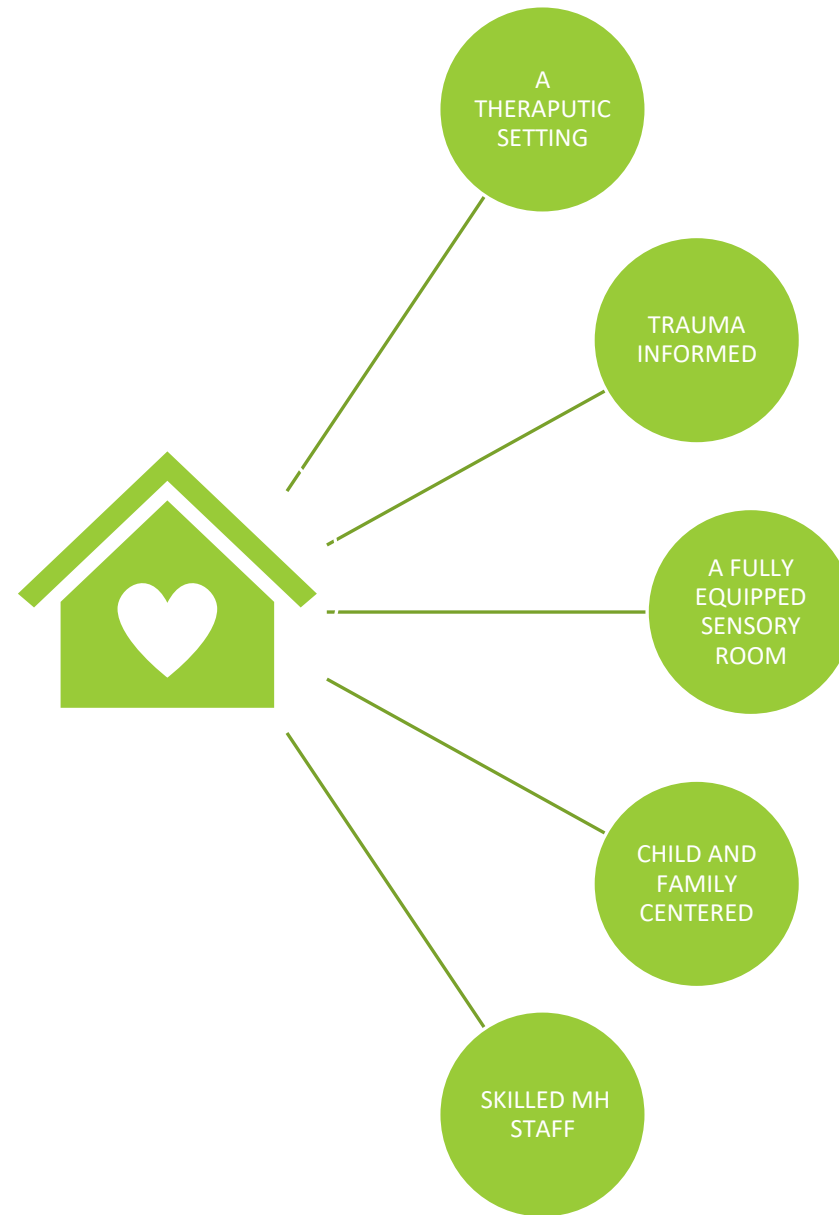 A
THERAPUTIC
SETTING
TRAUMA
INFORMED
A FULLY
EQUIPPED
SENSORY
ROOM
CHILD AND
FAMILY
CENTERED
SKILLED MH
STAFF